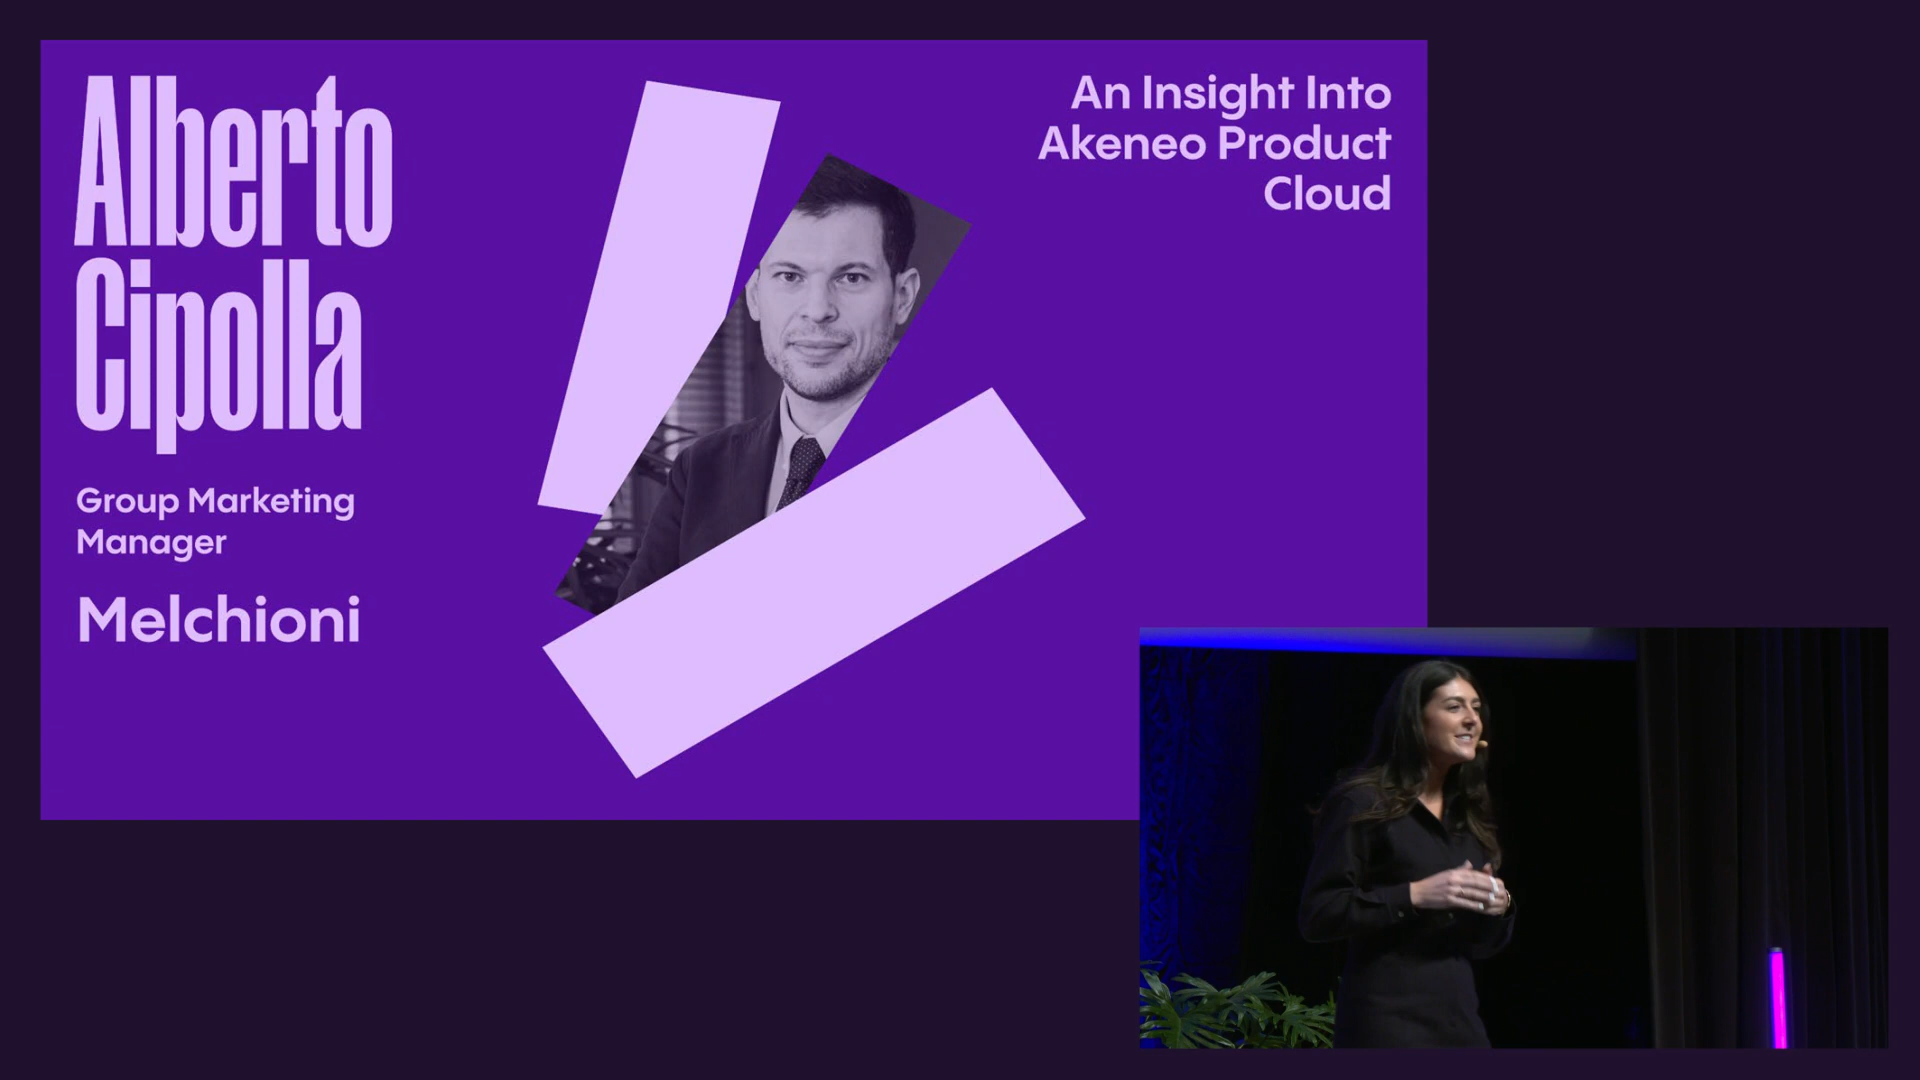 Alberto
Cipolla
Group Marketing
Manager
Melchioni
An Insight Into
Akeneo Product
Cloud